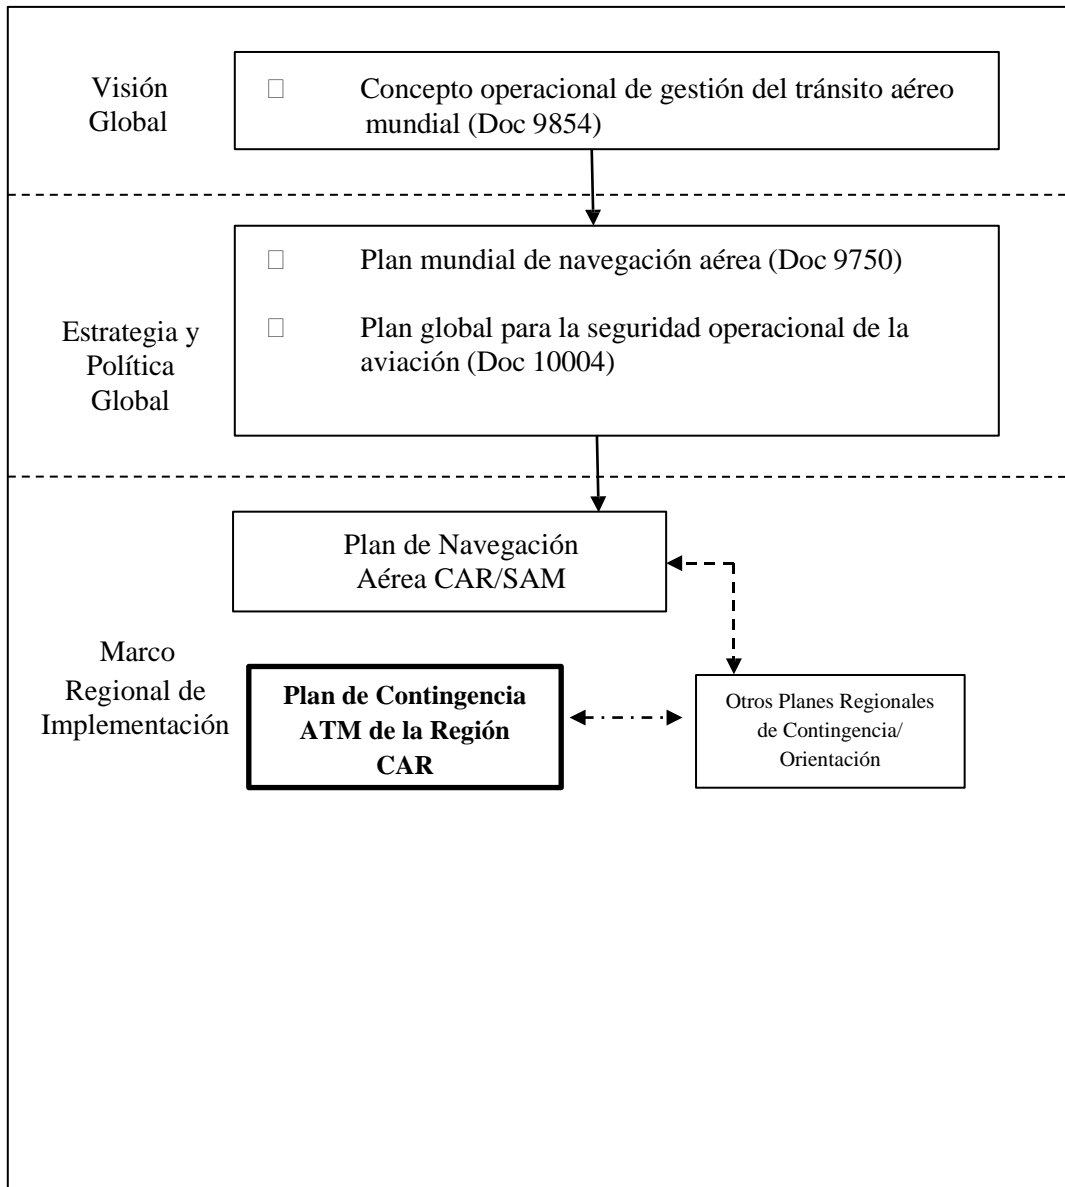 Visión
Global
Concepto operacional de gestión del tránsito aéreo
mundial (Doc 9854)
Estrategia y
Política
Global
Plan mundial de navegación aérea (Doc 9750)
Plan global para la seguridad operacional de la
aviación (Doc 10004)
Plan de Navegación
Aérea CAR/SAM
Marco
Regional de
Implementación
Plan de Contingencia
ATM de la Región
CAR
Otros Planes Regionales
de Contingencia/
Orientación